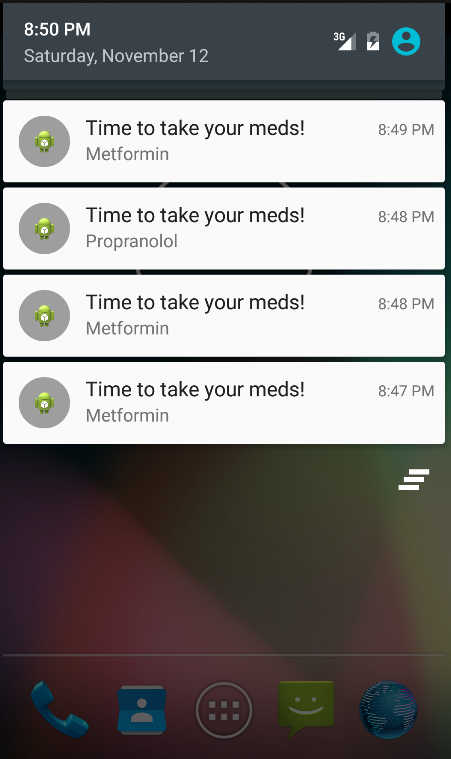 8:50 PM
Saturday, November 12
3G
Time to take your meds!
8:49 PM
Metformin
Time to take your meds!
8:48 PM
Propranolol
Time to take your meds!
8:48 PM
Metformin
Time to take your meds!
8:47 PM
Metformin